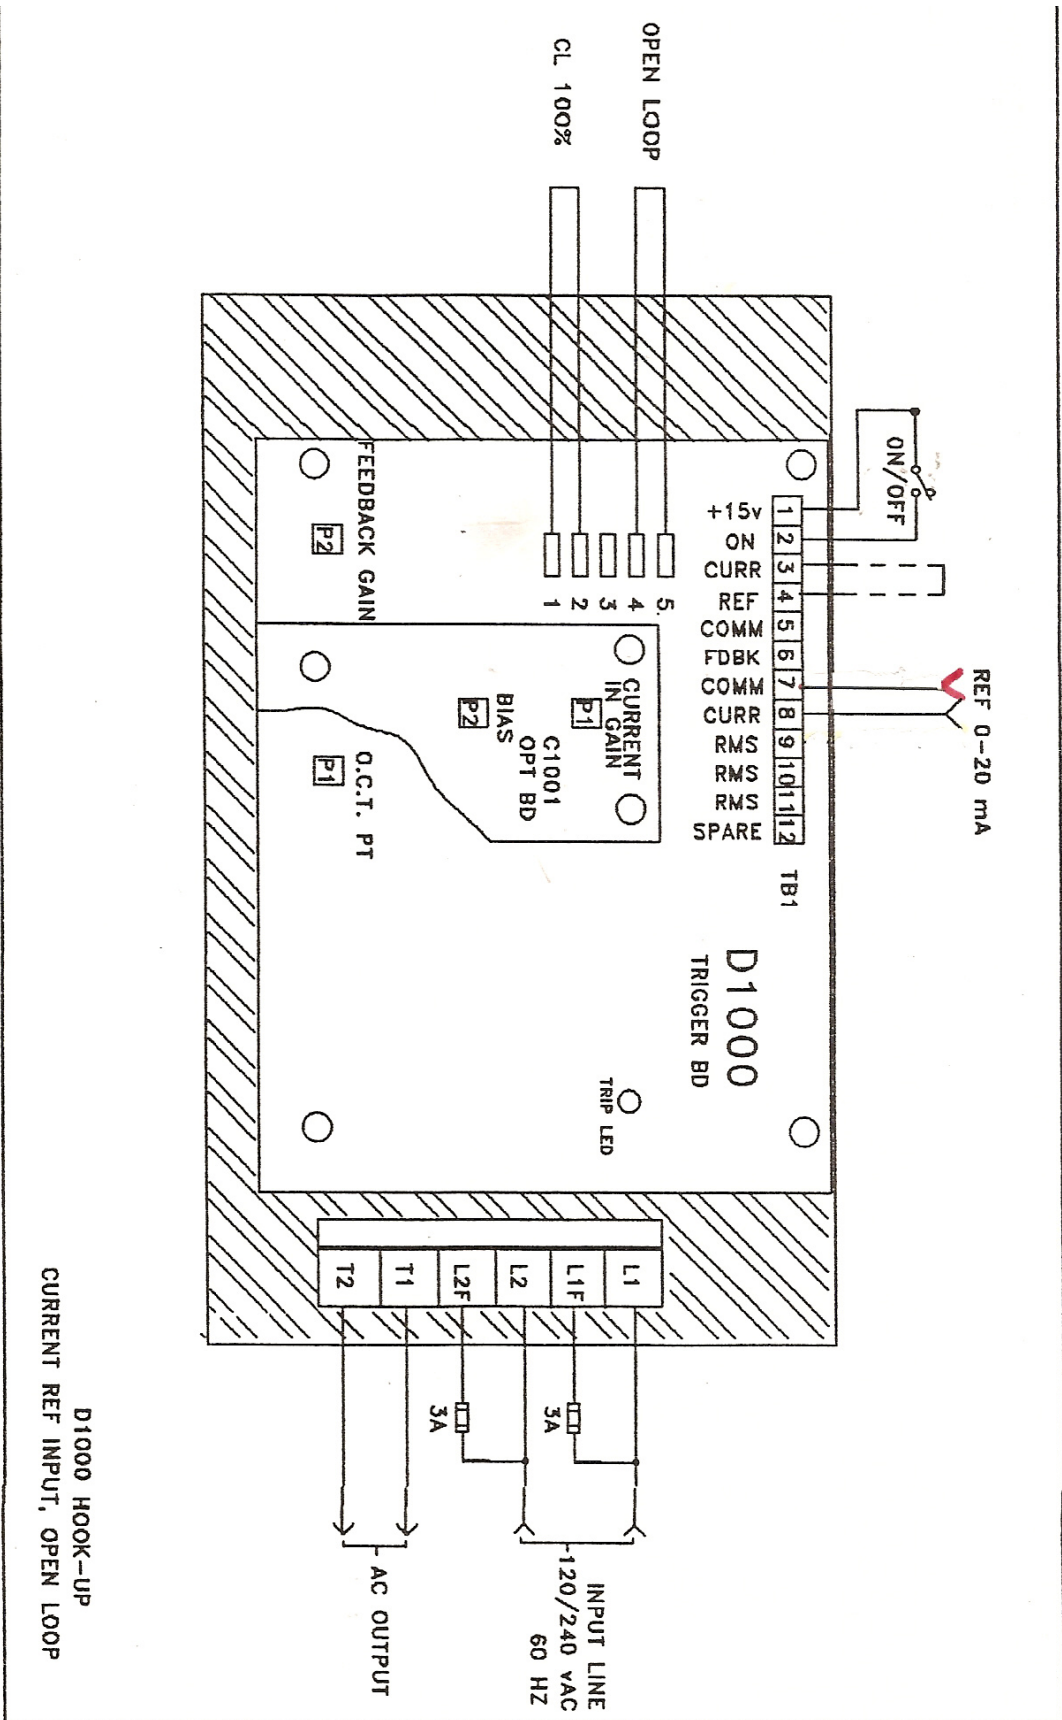 OPEN LOOP
CL 100%
ON/OFF
REF 0-20 mA
1
2
3
4
5
6
7
8
9
10
11
12
+15v
ON
CURR
REF
COMM
FDBK
COMM
CURR
RMS
RMS
RMS
SPARE
TB1
5.
4
3
2
1
FEEDBACK GAIN
P2
CURRENT
IN GAIN
P1
C1001
OPT BD
BIAS
P2
O.C.T. PT
P1
D1000
TRIGGER BD
TRIP LED
L1
L1F
L2
L2F
T1
T2
3A
3A
INPUT LINE
120/240 vAC
60 HZ
AC OUTPUT
D1000 HOOK-UP
CURRENT REF INPUT, OPEN LOOP